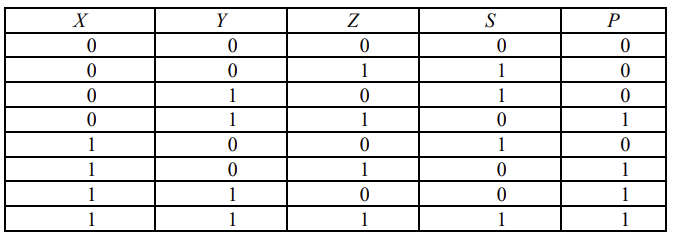 X Y Z S P
0 0 0 0 0
0 0 1 1 0
0 1 0 1 0
0 1 1 0 1
1 0 0 1 0
1 0 1 0 1
1 1 0 0 1
1 1 1 1 1